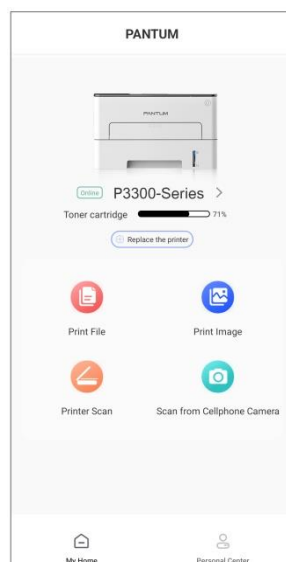 PANTUM
PANTUM
Online P3300-Series >
Toner cartridge 71%
Replace the printer
Print File Print Image
Printer Scan Scan from Cellphone Camera
My Home Personal Center